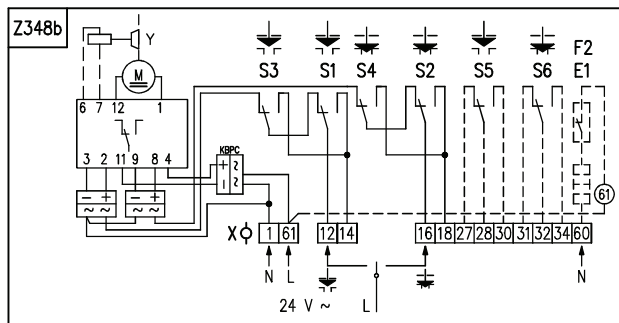 Z348b
Y
S3 S1 S4 S2 S5 S6 F2
E1
M
6 7 12 1
3 2 11 9 8 4
KBPC
+ ~
− ~
− +
~ ~
− +
~ ~
61
X 1 61 12 14 16 18 27 28 30 31 32 34 60
N L N
24 V ~ L